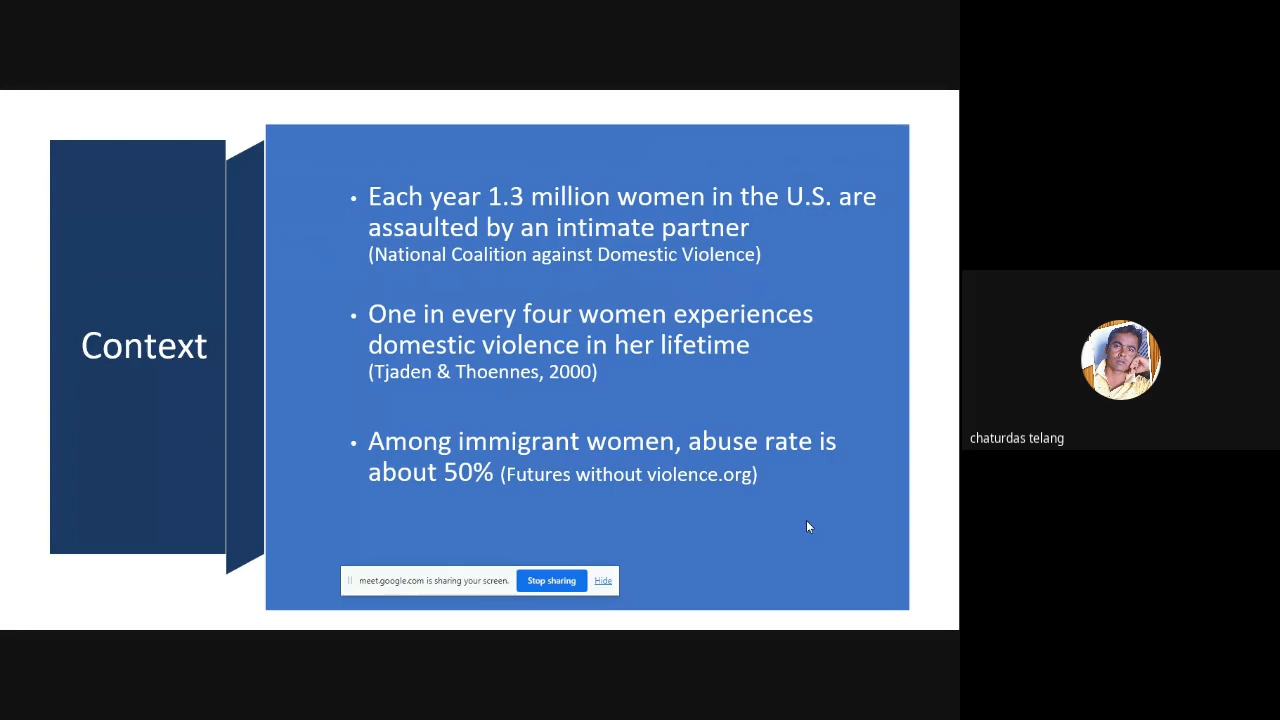 Context
• Each year 1.3 million women in the U.S. are
assaulted by an intimate partner
(National Coalition against Domestic Violence)
• One in every four women experiences
domestic violence in her lifetime
(Tjaden & Thoennes, 2000)
• Among immigrant women, abuse rate is
about 50% (Futures without violence.org)
meet.google.com is sharing your screen. Stop sharing Hide
chaturdas telang